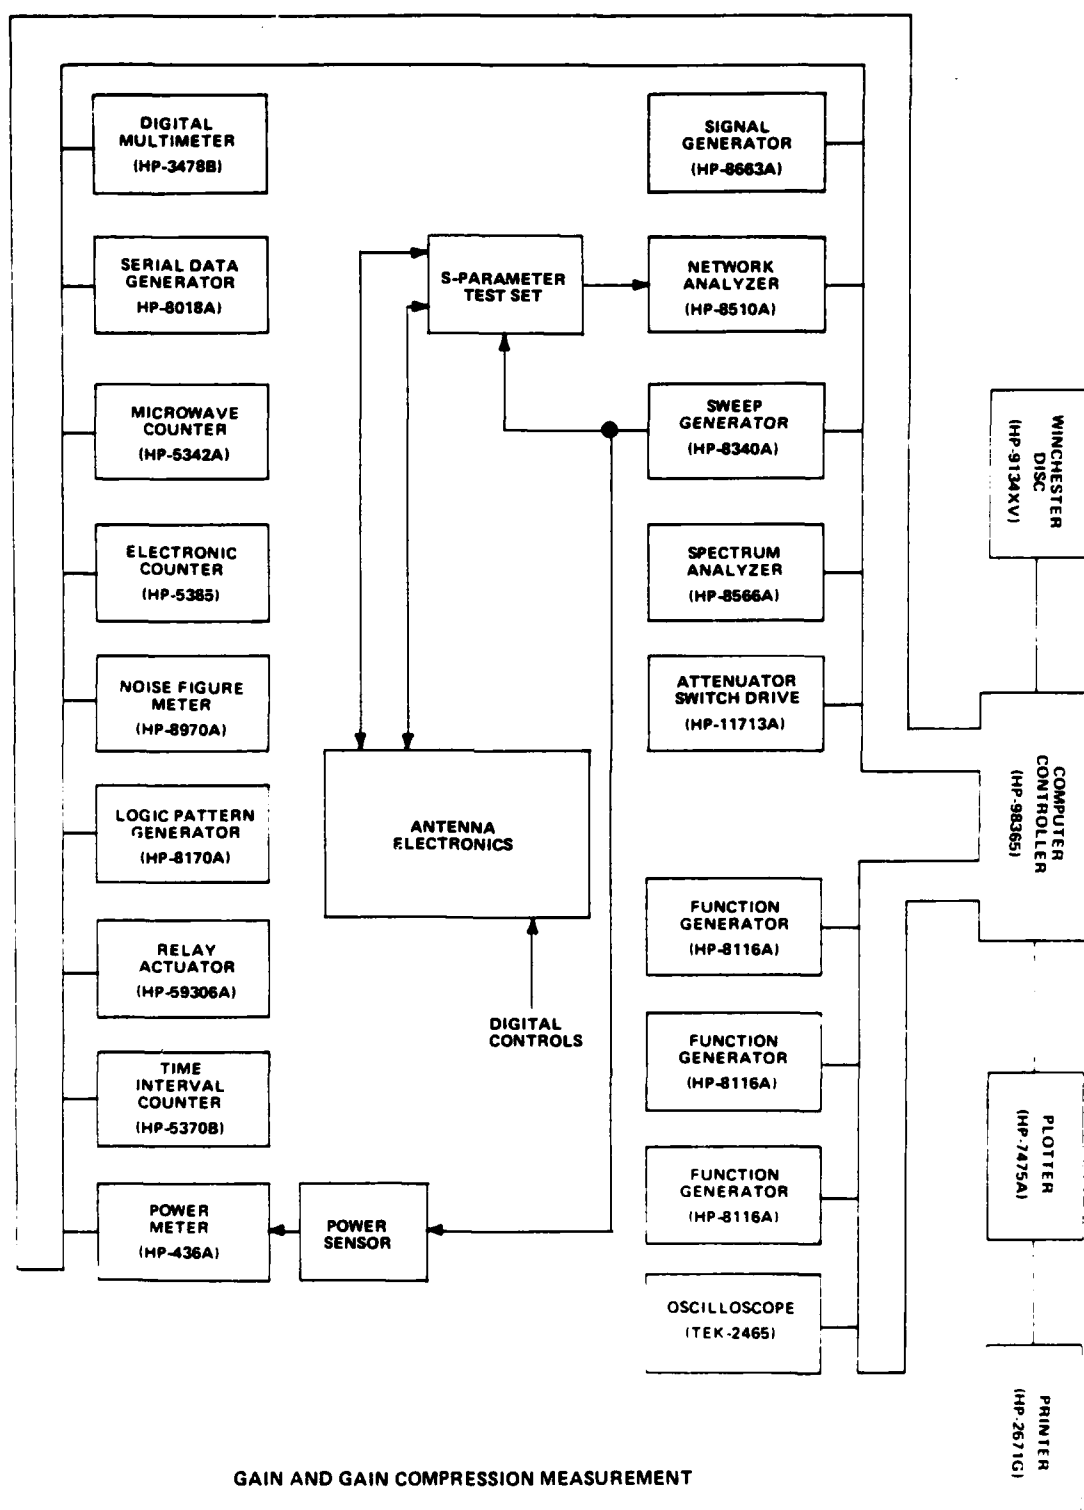 DIGITAL
MULTIMETER
(HP-3478B)
SERIAL DATA
GENERATOR
HP-8018A)
MICROWAVE
COUNTER
(HP-5342A)
ELECTRONIC
COUNTER
(HP-5385)
NOISE FIGURE
METER
(HP-8970A)
LOGIC PATTERN
GENERATOR
(HP-8170A)
RELAY
ACTUATOR
(HP-59306A)
TIME
INTERVAL
COUNTER
(HP-5370B)
POWER
METER
(HP-436A)
POWER
SENSOR
S-PARAMETER
TEST SET
ANTENNA
ELECTRONICS
DIGITAL
CONTROLS
SIGNAL
GENERATOR
(HP-8663A)
NETWORK
ANALYZER
(HP-8510A)
SWEEP
GENERATOR
(HP-8340A)
SPECTRUM
ANALYZER
(HP-8566A)
ATTENUATOR
SWITCH DRIVE
(HP-11713A)
FUNCTION
GENERATOR
(HP-8116A)
FUNCTION
GENERATOR
(HP-8116A)
FUNCTION
GENERATOR
(HP-8116A)
OSCILLOSCOPE
(TEK-2465)
WINCHESTER
DISC
(HP-9134XV)
COMPUTER
CONTROLLER
(HP-98365)
PLOTTER
(HP-7475A)
PRINTER
(HP-2671G)
GAIN AND GAIN COMPRESSION MEASUREMENT